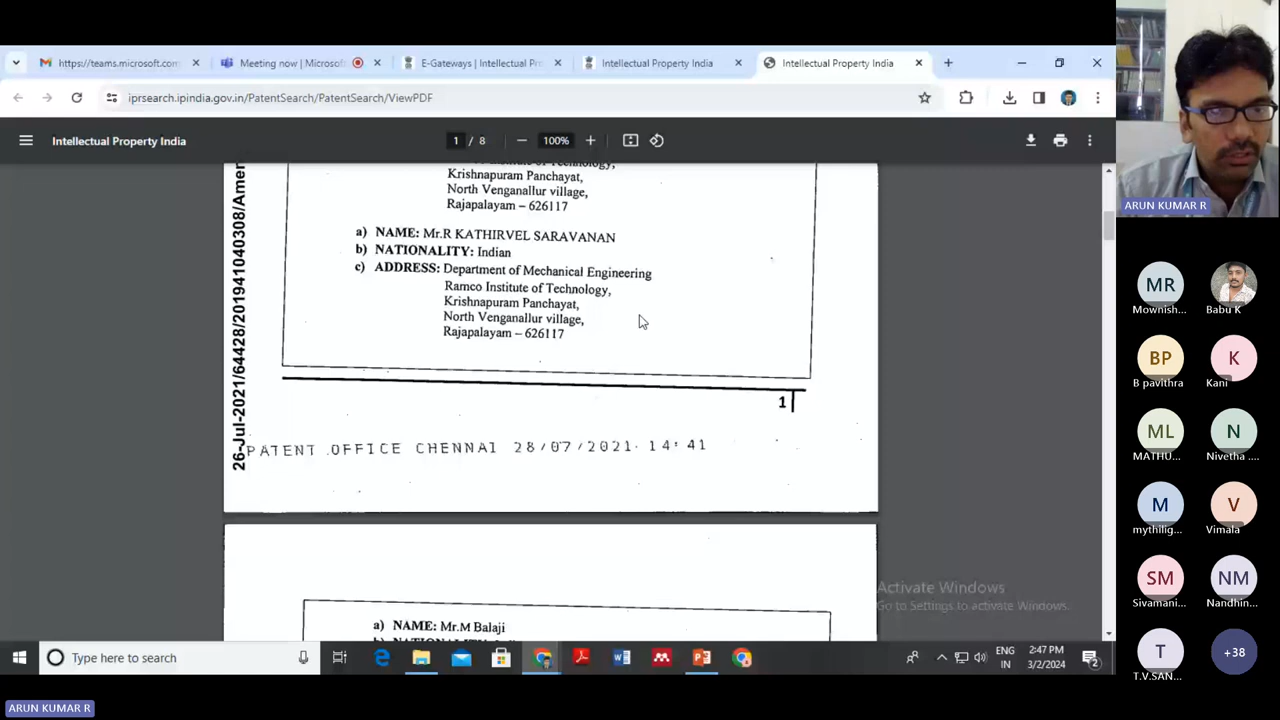 https://teams.microsoft.com
Meeting now | Microsoft
E-Gateways | Intellectual Pro
Intellectual Property India
Intellectual Property India
iprsearch.ipindia.gov.in/PatentSearch/PatentSearch/ViewPDF
Intellectual Property India
1 / 8
100%
Institute of Technology,
Krishnapuram Panchayat,
North Venganallur village,
Rajapalayam – 626117
a) NAME: Mr.R KATHIRVEL SARAVANAN
b) NATIONALITY: Indian
c) ADDRESS: Department of Mechanical Engineering
Ramco Institute of Technology,
Krishnapuram Panchayat,
North Venganallur village,
Rajapalayam – 626117
1
26-Jul-2021/64428/201941040308/Amen
PATENT OFFICE CHENNAI 28/07/2021 14:41
a) NAME: Mr.M Balaji
Activate Windows
Go to Settings to activate Windows.
Type here to search
ENG
IN
2:47 PM
3/2/2024
2
ARUN KUMAR R
MR
Mownish...
Babu K
BP
B pavithra
K
Kani
ML
MATHU...
N
Nivetha ...
M
mythilig...
V
Vimala
SM
Sivamani...
NM
Nandhin...
T
T.V.SAN...
+38
ARUN KUMAR R